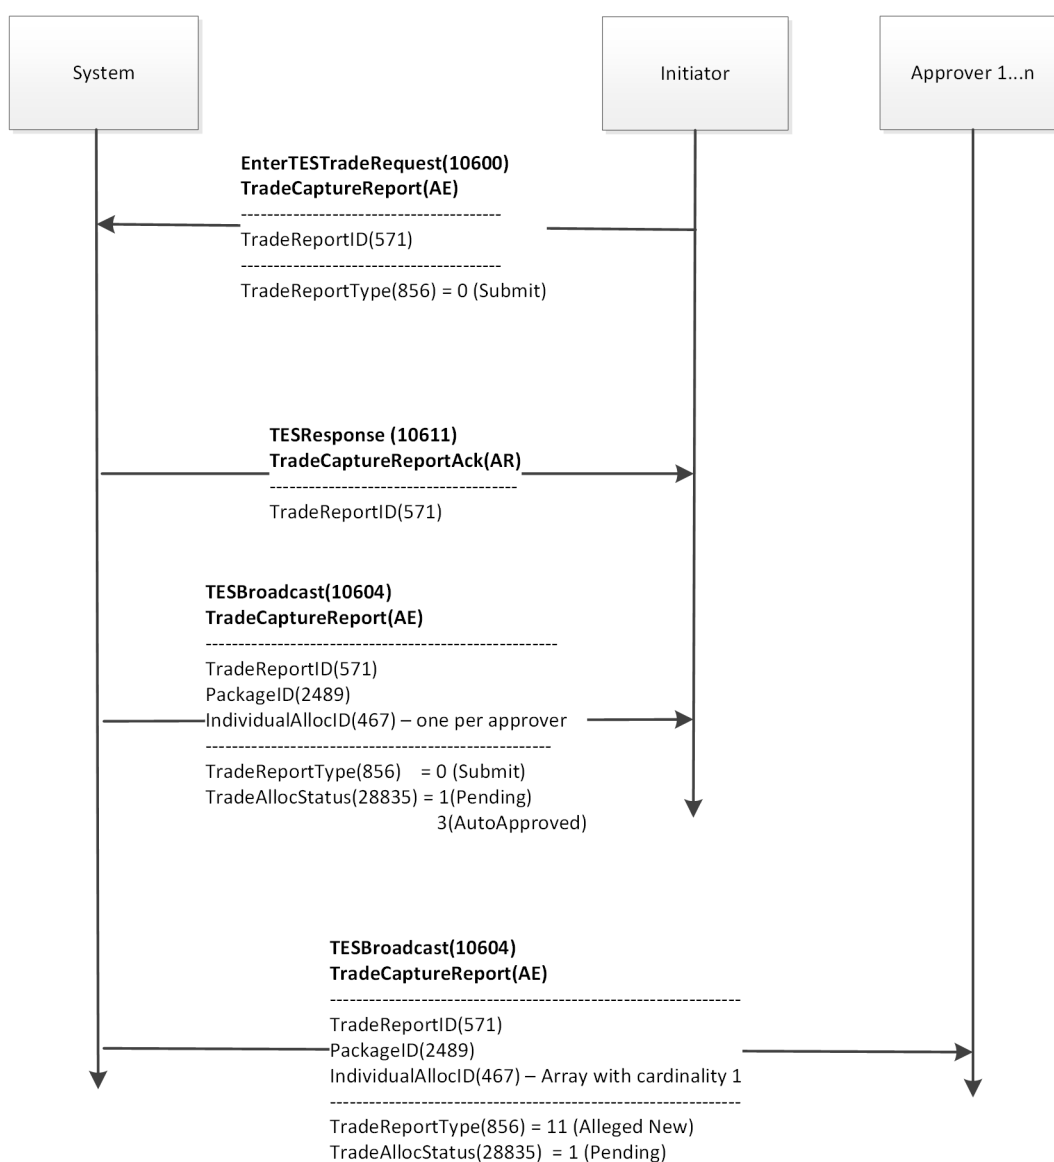 System
Initiator
Approver 1...n
EnterTESTradeRequest(10600)
TradeCaptureReport(AE)
----------------------------------------
TradeReportID(571)
----------------------------------------
TradeReportType(856) = 0 (Submit)
TESResponse (10611)
TradeCaptureReportAck(AR)
--------------------------------------
TradeReportID(571)
TESBroadcast(10604)
TradeCaptureReport(AE)
------------------------------------------------------
TradeReportID(571)
PackageID(2489)
IndividualAllocID(467) – one per approver
-----------------------------------------------------
TradeReportType(856) = 0 (Submit)
TradeAllocStatus(28835) = 1(Pending)
3(AutoApproved)
TESBroadcast(10604)
TradeCaptureReport(AE)
---------------------------------------------------------------
TradeReportID(571)
PackageID(2489)
IndividualAllocID(467) – Array with cardinality 1
---------------------------------------------------------------
TradeReportType(856) = 11 (Alleged New)
TradeAllocStatus(28835) = 1 (Pending)